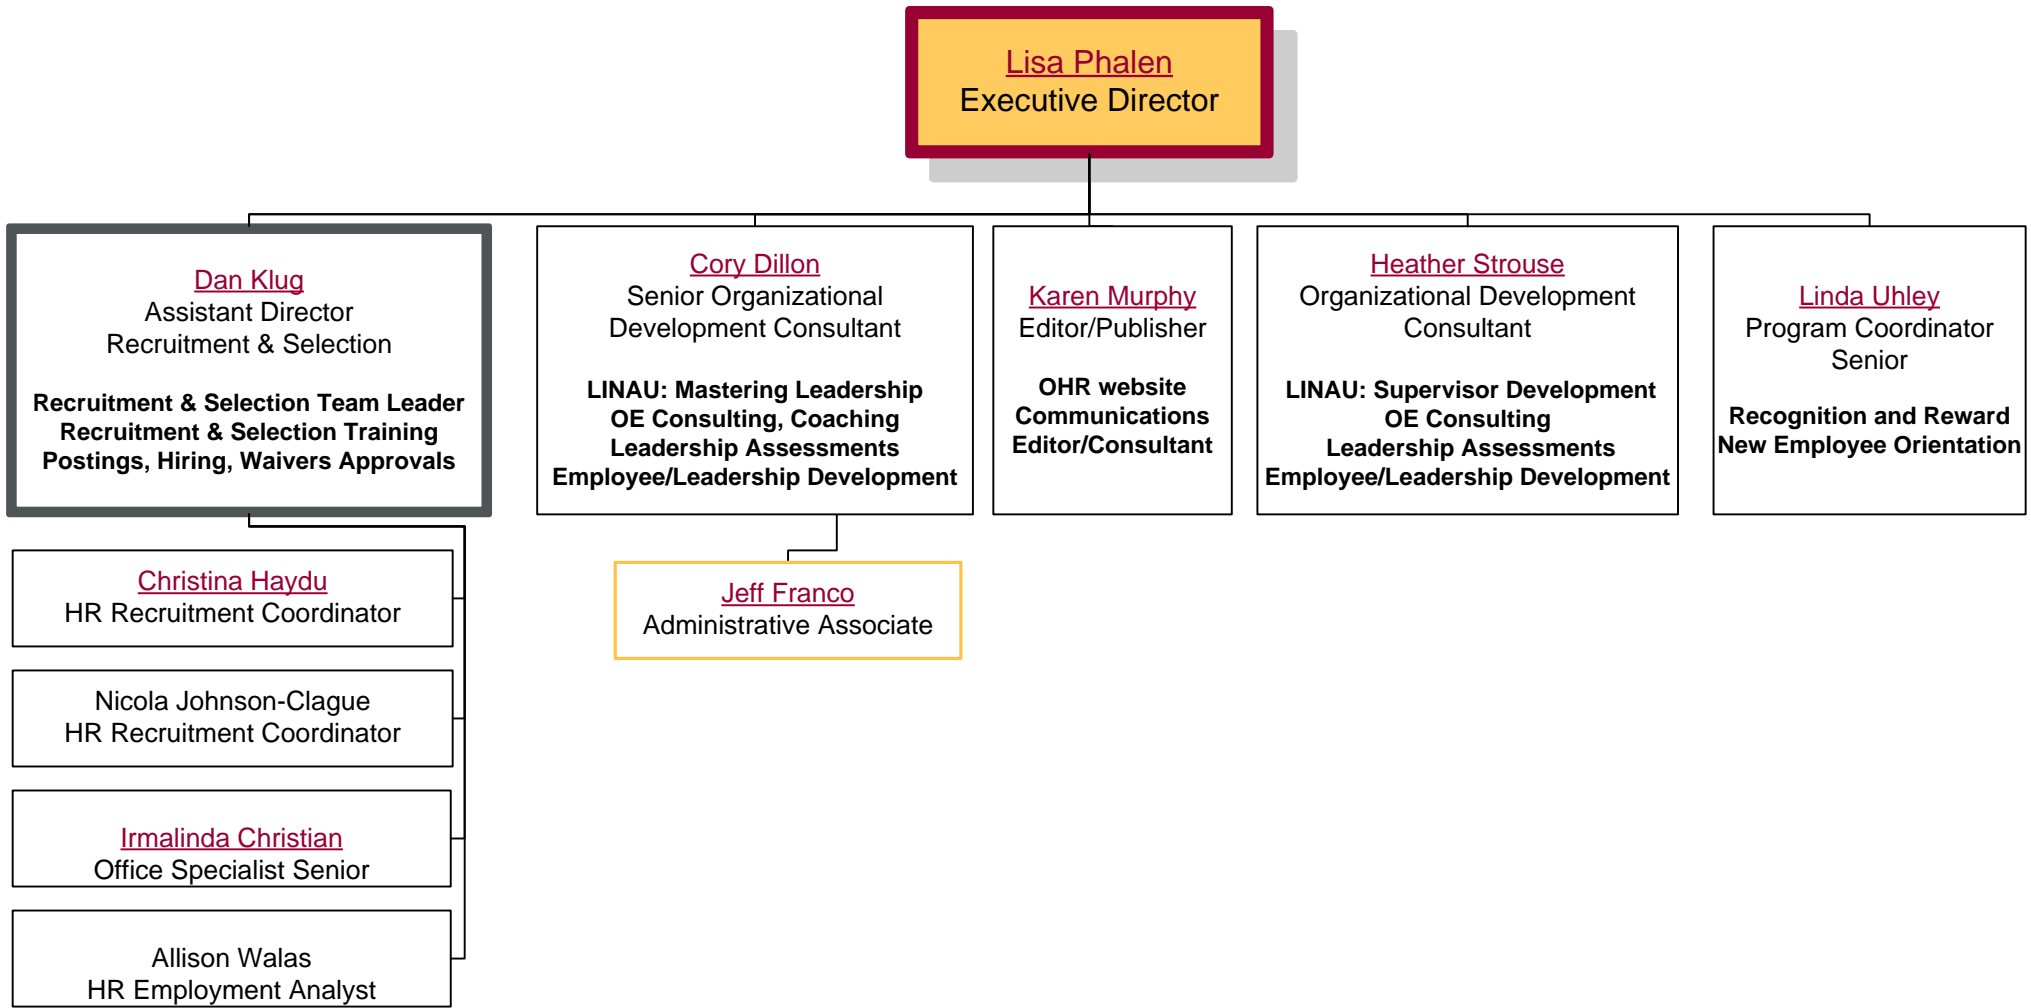 Lisa Phalen
Executive Director
Dan Klug
Assistant Director
Recruitment & Selection
Recruitment & Selection Team Leader
Recruitment & Selection Training
Postings, Hiring, Waivers Approvals
Cory Dillon
Senior Organizational
Development Consultant
LINAU: Mastering Leadership
OE Consulting, Coaching
Leadership Assessments
Employee/Leadership Development
Karen Murphy
Editor/Publisher
OHR website
Communications
Editor/Consultant
Heather Strouse
Organizational Development
Consultant
LINAU: Supervisor Development
OE Consulting
Leadership Assessments
Employee/Leadership Development
Linda Uhley
Program Coordinator
Senior
Recognition and Reward
New Employee Orientation
Christina Haydu
HR Recruitment Coordinator
Nicola Johnson-Clague
HR Recruitment Coordinator
Irmalinda Christian
Office Specialist Senior
Allison Walas
HR Employment Analyst
Jeff Franco
Administrative Associate